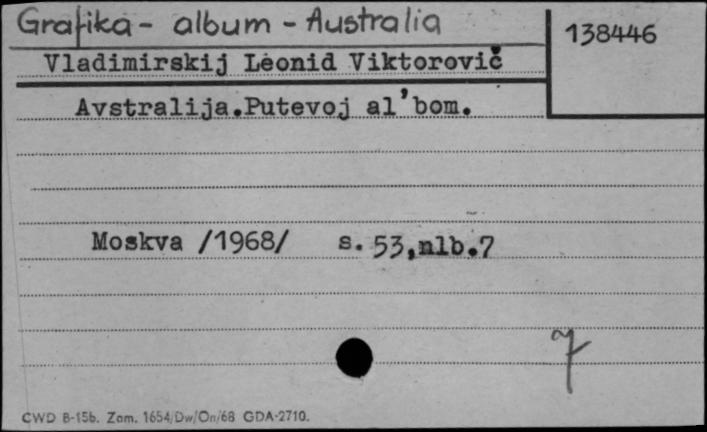 Grafika - album - Australia
138446
Vladimirskij Leonid Viktorovič
Avstralija.Putevoj al'bom.
Moskva /1968/ s. 53,nlb.7
7
CWD B-15b. Zam. 1654/Dw/On/68 GDA-2710.